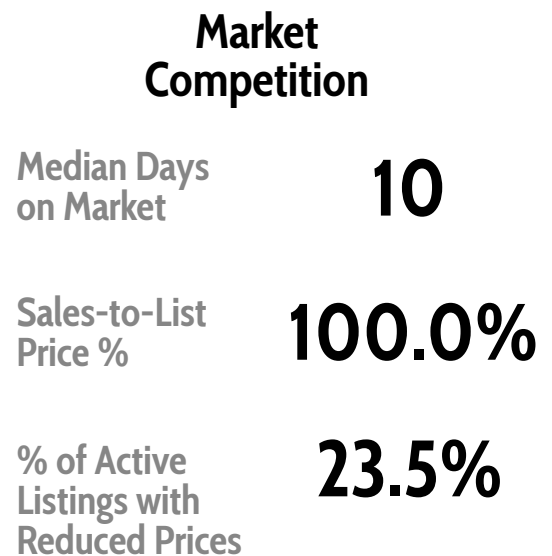 Market
Competition
Median Days
on Market
10
Sales-to-List
Price %
100.0%
% of Active
Listings with
Reduced Prices
23.5%